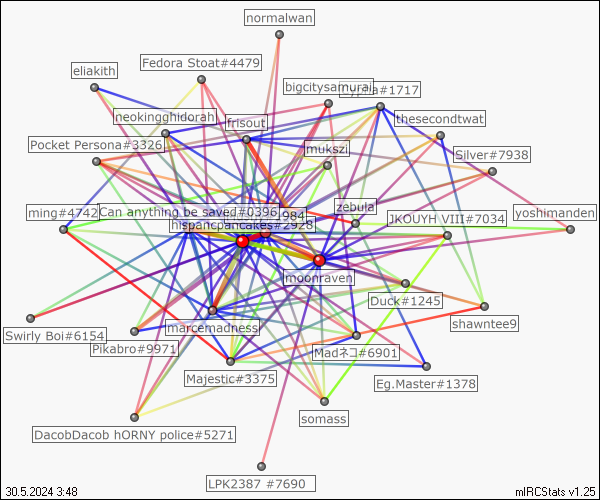 normalwan
Fedora Stoat#4479
eliakith
bigcitysamurai
#1717
neokingghidorah
frisout
thesecondtwat
Pocket Persona#3326
mukszi
Silver#7938
ming#4742
Can anything be saved#0396
1984
zebula
JKOUYH VIII#7034
yoshimanden
hispancpancakes#2928
moonraven
Duck#1245
shawntee9
Swirly Boi#6154
marcemadness
Pikabro#9971
Madネコ#6901
Majestic#3375
Eg.Master#1378
somass
DacobDacob hORNY police#5271
LPK2387 #7690
30.5.2024 3:48
mIRCStats v1.25